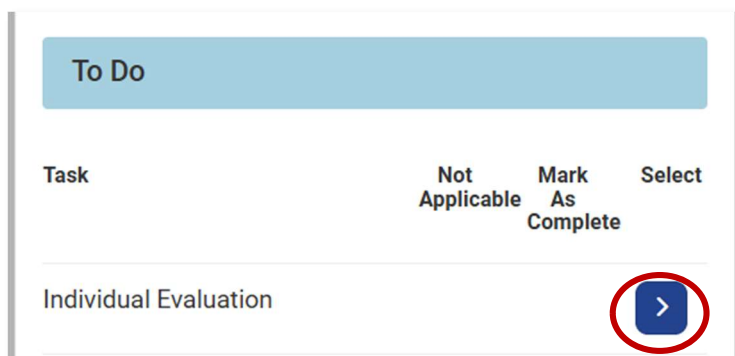 To Do
Task Not Mark Select
Applicable As
Complete
Individual Evaluation